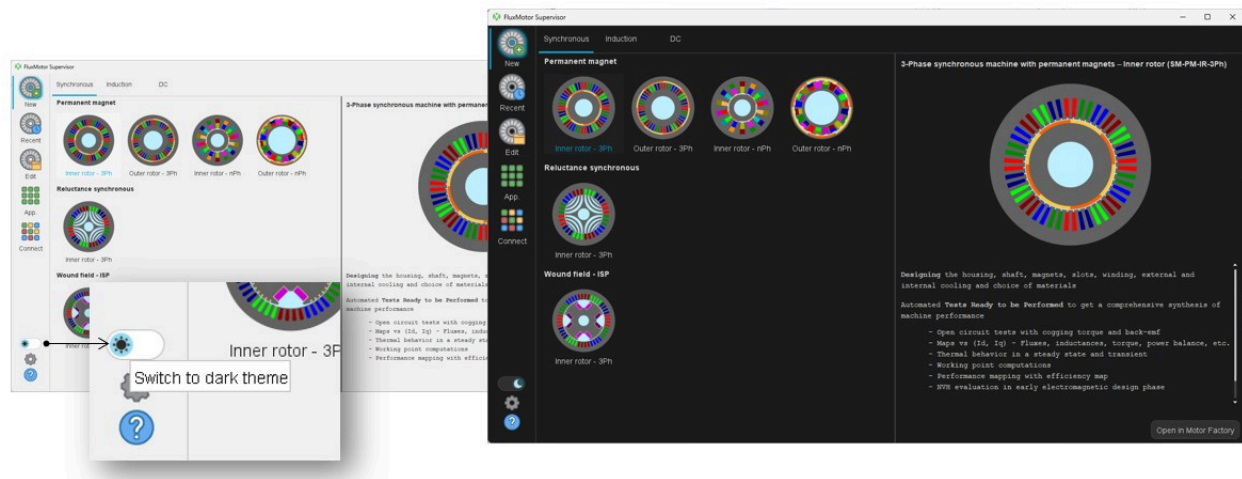 FluxMotor Supervisor
Synchronous Induction DC
New
Recent
Edit
App.
Connect
Permanent magnet
Inner rotor - 3Ph Outer rotor - 3Ph Inner rotor - nPh Outer rotor - nPh
Reluctance synchronous
Inner rotor - 3Ph
Wound field - ISP
Inner rot
3-Phase synchronous machine with permanen
Designing the housing, shaft, magnets, s
internal cooling and choice of materials
Automated Tests Ready to be Performed to
machine performance
- Open circuit tests with cogging
- Maps vs (Id, Iq) - Fluxes, induc
- Thermal behavior in a steady st
- Working point computations
- Performance mapping with effici
Inner rotor - 3P
Switch to dark theme
?
?
FluxMotor Supervisor
Synchronous Induction DC
New
Recent
Edit
App.
Connect
?
Permanent magnet
Inner rotor - 3Ph Outer rotor - 3Ph Inner rotor - nPh Outer rotor - nPh
Reluctance synchronous
Inner rotor - 3Ph
Wound field - ISP
Inner rotor - 3Ph
3-Phase synchronous machine with permanent magnets – Inner rotor (SM-PM-IR-3Ph)
Designing the housing, shaft, magnets, slots, winding, external and
internal cooling and choice of materials
Automated Tests Ready to be Performed to get a comprehensive synthesis of
machine performance
- Open circuit tests with cogging torque and back-emf
- Maps vs (Id, Iq) - Fluxes, inductances, torque, power balance, etc.
- Thermal behavior in a steady state and transient
- Working point computations
- Performance mapping with efficiency map
- NVH evaluation in early electromagnetic design phase
Open in Motor Factory